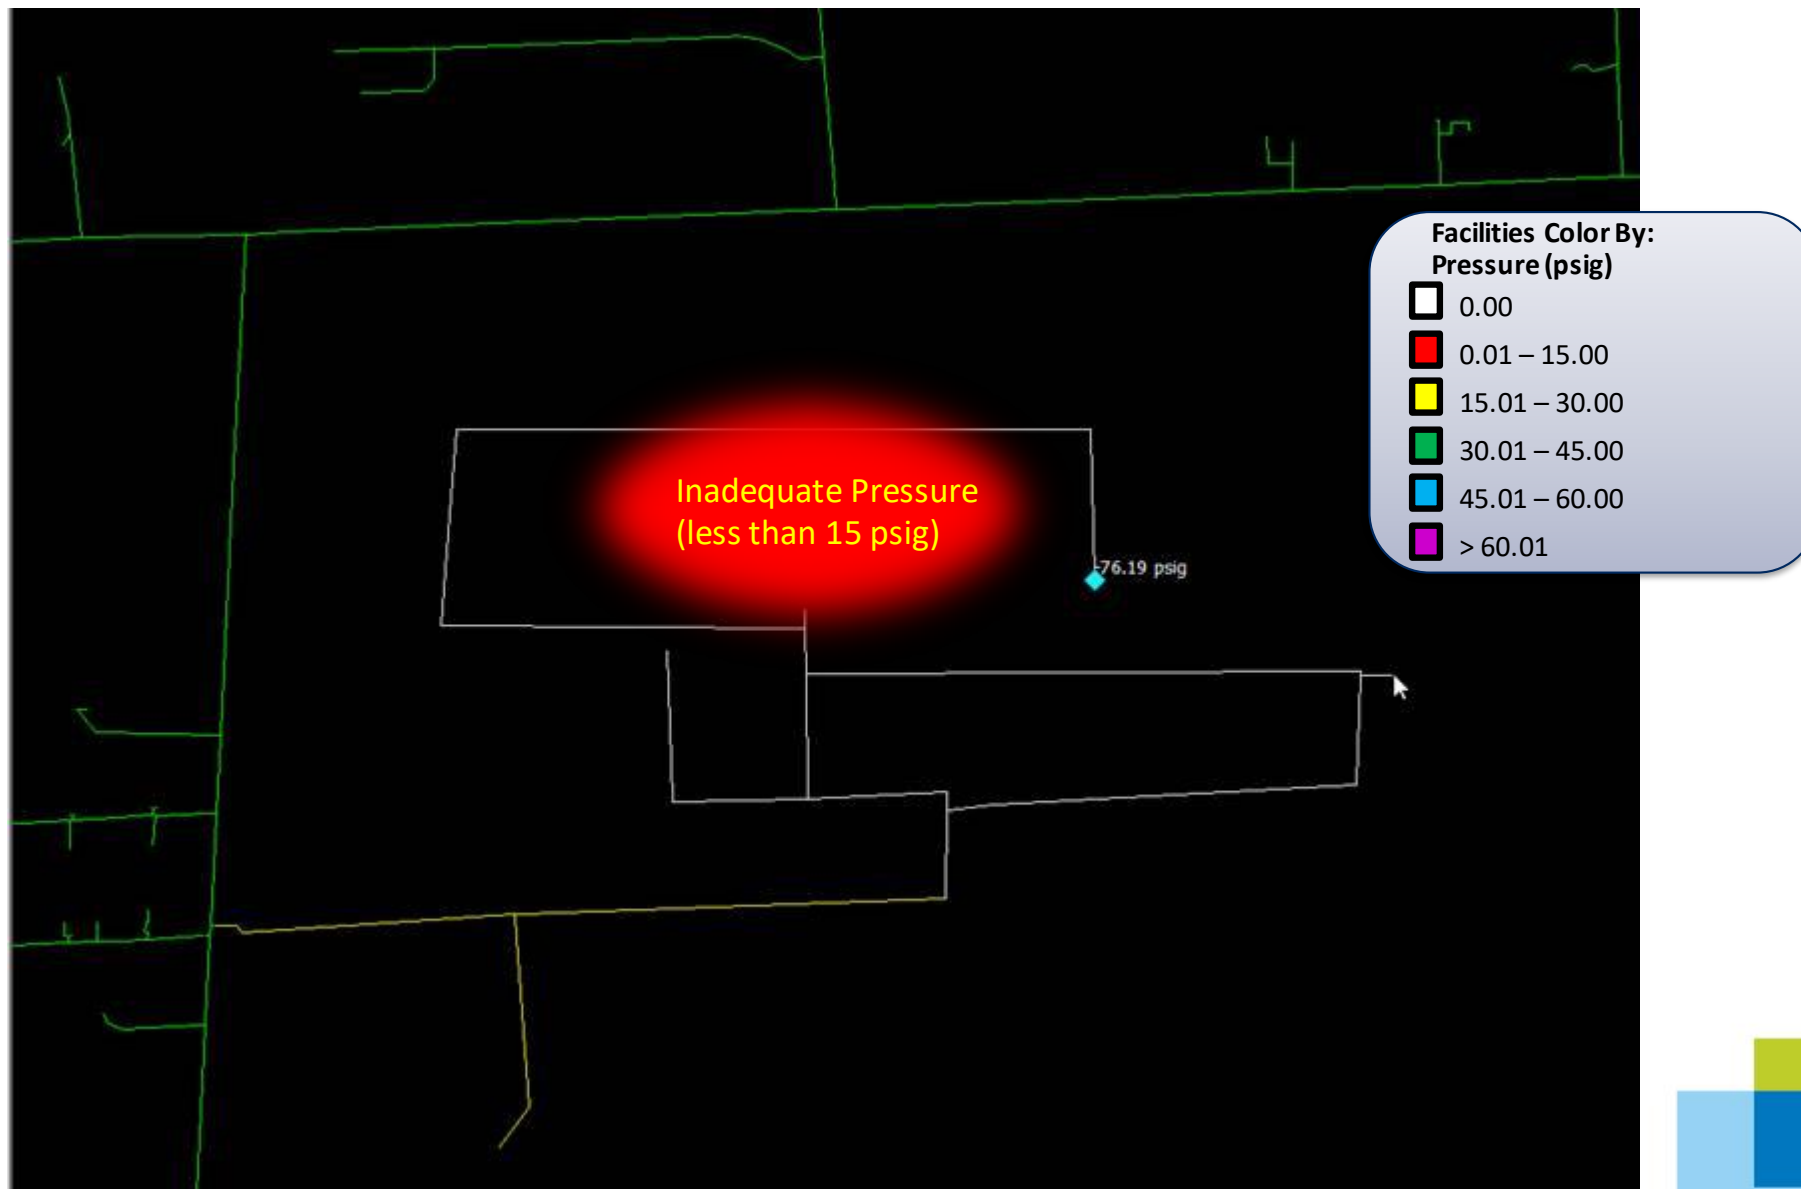 Facilities Color By:
Pressure (psig)
0.00
0.01 – 15.00
15.01 – 30.00
30.01 – 45.00
45.01 – 60.00
> 60.01
Inadequate Pressure
(less than 15 psig)
-76.19 psig